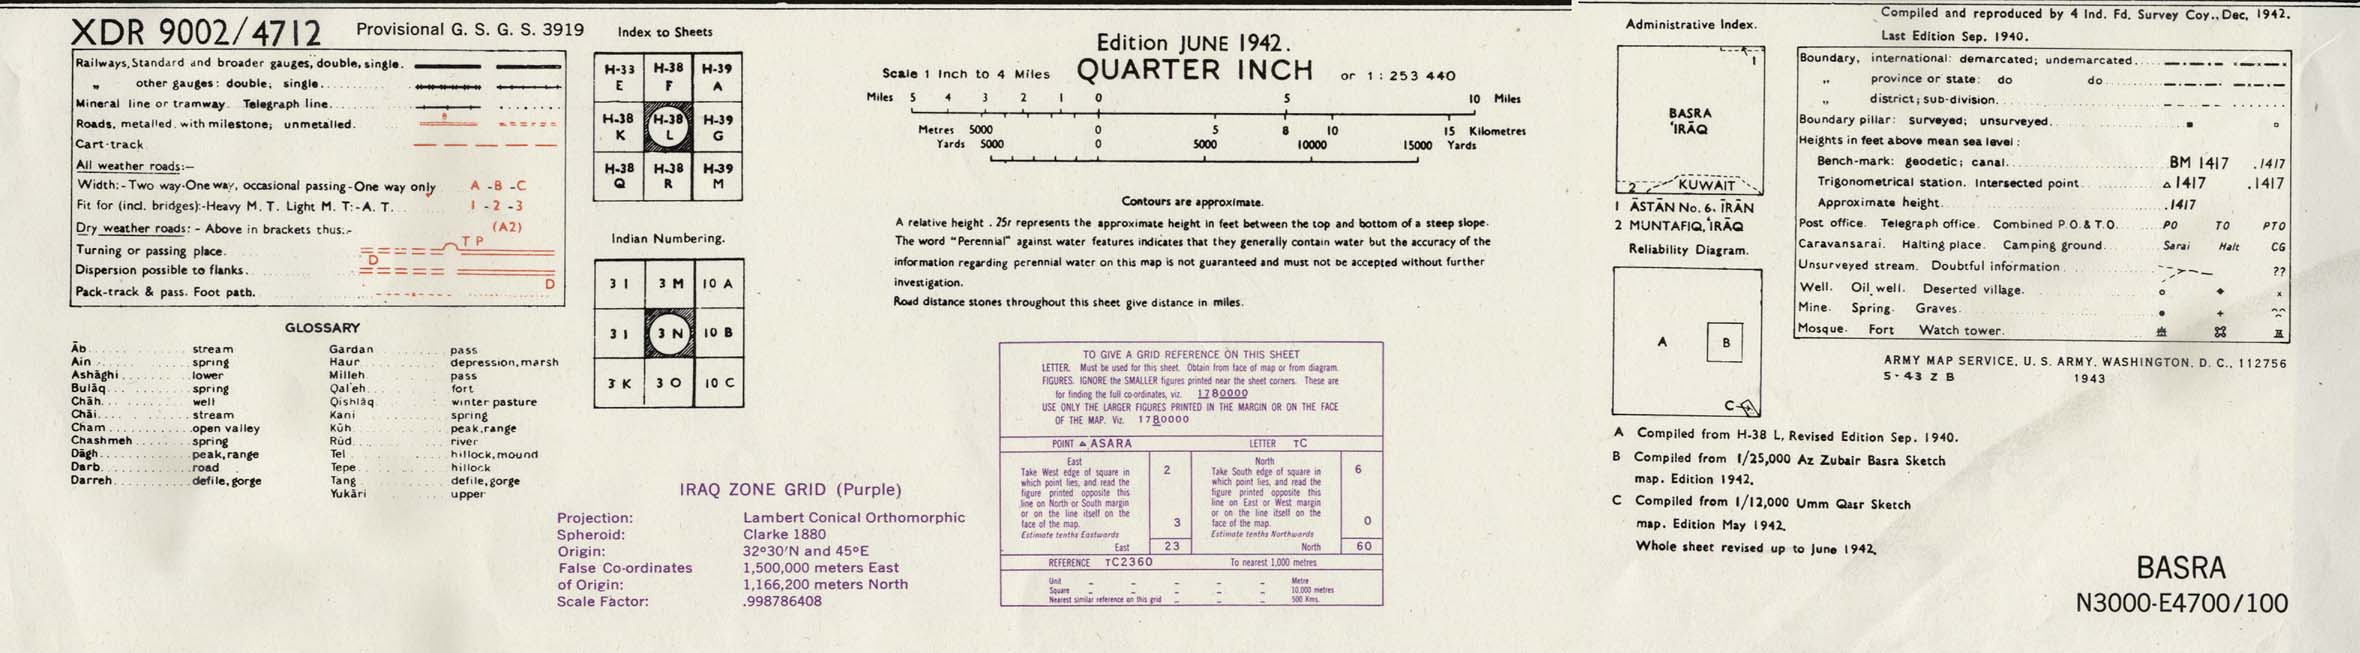 XDR 9002/4712
Provisional G. S. G. S. 3919
Railways, Standard and broader gauges, double, single.
„ other gauges: double; single.
Mineral line or tramway. Telegraph line.
Roads, metalled. with milestone; unmetalled.
8
Cart-track
All weather roads:—
Width:- Two way-One way, occasional passing-One way only A - B - C
Fit for (incl. bridges):-Heavy M. T. Light M. T:-A. T. 1 - 2 - 3
Dry weather roads: - Above in brackets thus:- (A2)
Turning or passing place. T P
Dispersion possible to flanks. D D
Pack-track & pass. Foot path.
GLOSSARY
Āb stream
Ain spring
Ashāghi lower
Bulāq spring
Chāh well
Chāi stream
Cham open valley
Chashmeh spring
Dāgh peak, range
Darb road
Darreh defile, gorge
Gardan pass
Haur depression, marsh
Milleh pass
Qal'eh fort
Qishlāq winter pasture
Kani spring
Kūh peak, range
Rūd river
Tel hillock, mound
Tepe hillock
Tang defile, gorge
Yukāri upper
Index to Sheets
H-33 E H-38 F H-39 A
H-38 K H-38 L H-39 G
H-38 Q H-38 R H-39 M
Indian Numbering.
3 I 3 M 10 A
3 I 3 N 10 B
3 K 3 O 10 C
IRAQ ZONE GRID (Purple)
Projection: Lambert Conical Orthomorphic
Spheroid: Clarke 1880
Origin: 32°30'N and 45°E
False Co-ordinates 1,500,000 meters East
of Origin: 1,166,200 meters North
Scale Factor: .998786408
Edition JUNE 1942.
Scale 1 Inch to 4 Miles QUARTER INCH or 1 : 253 440
Miles 5 4 3 2 1 0 5 10 Miles
Metres 5000 0 5 8 10 15 Kilometres
Yards 5000 0 5000 10000 15000 Yards
Contours are approximate.
A relative height . 25r represents the approximate height in feet between the top and bottom of a steep slope.
The word "Perennial" against water features indicates that they generally contain water but the accuracy of the
information regarding perennial water on this map is not guaranteed and must not be accepted without further
investigation.
Road distance stones throughout this sheet give distance in miles.
TO GIVE A GRID REFERENCE ON THIS SHEET
LETTER. Must be used for this sheet. Obtain from face of map or from diagram.
FIGURES. IGNORE the SMALLER figures printed near the sheet corners. These are
for finding the full co-ordinates, viz. 1780000
USE ONLY THE LARGER FIGURES PRINTED IN THE MARGIN OR ON THE FACE
OF THE MAP. Viz. 1780000
POINT ▵ ASARA LETTER TC
East
Take West edge of square in
which point lies, and read the
figure printed opposite this
line on North or South margin
or on the line itself on the
face of the map.
Estimate tenths Eastwards
East
2
3
23
North
Take South edge of square in
which point lies, and read the
figure printed opposite this
line on East or West margin
or on the line itself on the
face of the map.
Estimate tenths Northwards
North
6
0
60
REFERENCE TC2360 To nearest 1,000 metres
Unit - - - - - Metre
Square - - - - - 10,000 metres
Nearest similar reference on this grid - - - 500 Kms.
Administrative Index.
1
BASRA
'IRĀQ
2 KUWAIT
1 ĀSTĀN No. 6. ĪRĀN
2 MUNTAFIQ, 'IRĀQ
Reliability Diagram.
A B
C
A Compiled from H-38 L, Revised Edition Sep. 1940.
B Compiled from 1/25,000 Az Zubair Basra Sketch
map. Edition 1942.
C Compiled from 1/12,000 Umm Qasr Sketch
map. Edition May 1942.
Whole sheet revised up to June 1942.
Compiled and reproduced by 4 Ind. Fd. Survey Coy., Dec, 1942.
Last Edition Sep. 1940.
Boundary, international: demarcated; undemarcated
„ province or state: do do
„ district; sub-division.
Boundary pillar: surveyed; unsurveyed.
Heights in feet above mean sea level :
Bench-mark: geodetic; canal. BM 1417 .1417
Trigonometrical station. Intersected point. ▵1417 .1417
Approximate height. .1417
Post office. Telegraph office. Combined P.O. & T.O. PO TO PTO
Caravansarai. Halting place. Camping ground. Sarai Halt CG
Unsurveyed stream. Doubtful information ??
Well. Oil well. Deserted village.
Mine. Spring. Graves.
Mosque. Fort Watch tower.
ARMY MAP SERVICE, U. S. ARMY, WASHINGTON, D. C., 112756
S - 43 Z B 1943
BASRA
N3000-E4700/100